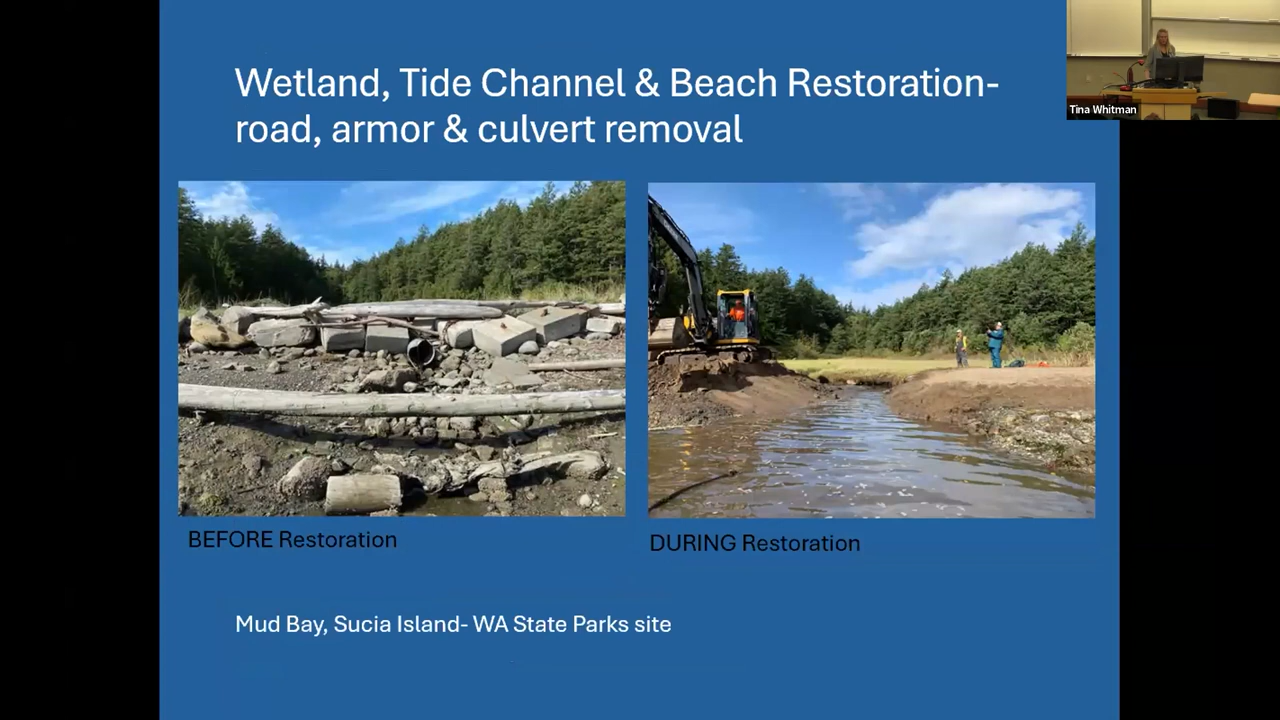 Wetland, Tide Channel & Beach Restoration-
road, armor & culvert removal
Tina Whitman
BEFORE Restoration
DURING Restoration
Mud Bay, Sucia Island- WA State Parks site